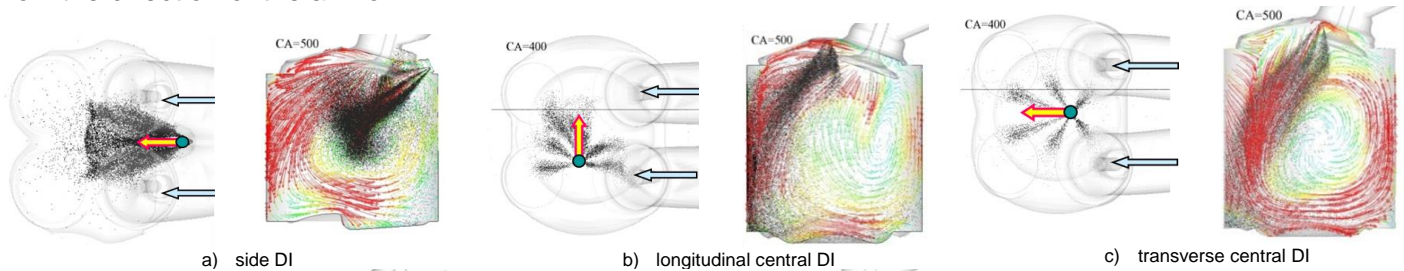 CA=500
CA=400
CA=500
CA=400
CA=500
a) side DI
b) longitudinal central DI
c) transverse central DI